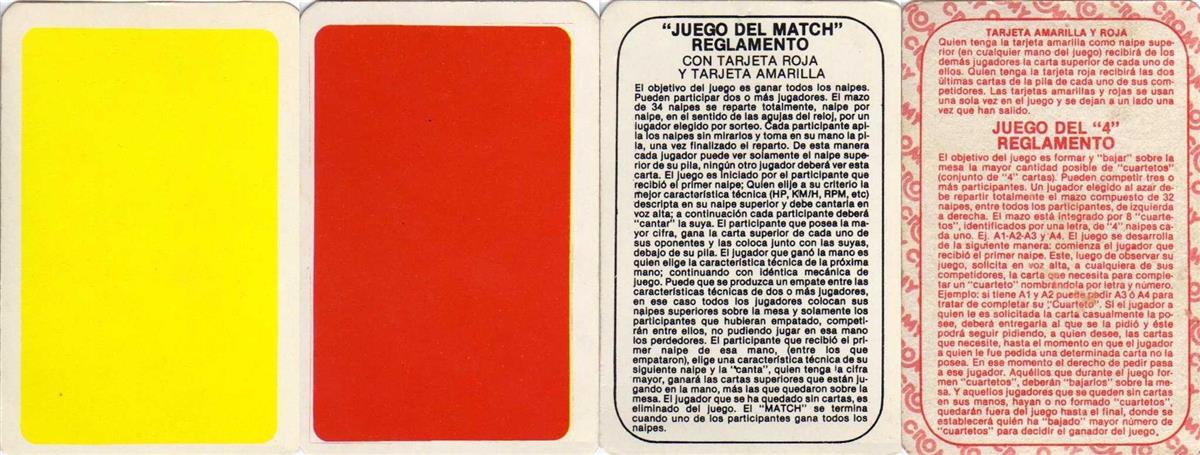 "JUEGO DEL MATCH"
REGLAMENTO
CON TARJETA ROJA
Y TARJETA AMARILLA
El objetivo del juego es ganar todos los naipes.
Pueden participar dos o más jugadores. El mazo
de 34 naipes se reparte totalmente, naipe por
naipe, en el sentido de las agujas del reloj, por un
jugador elegido por sorteo. Cada participante api-
la los naipes sin mirarlos y toma en su mano la pi-
la, una vez finalizado el reparto. De esta manera
cada jugador puede ver solamente el naipe supe-
rior de su pila, ningún otro jugador deberá ver esta
carta. El juego es iniciado por el participante que
recibió el primer naipe; Quien elije a su criterio la
mejor característica técnica (HP, KM/H, RPM, etc)
descripta en su naipe superior y debe cantarla en
voz alta; a continuación cada participante deberá
"cantar" la suya. El participante que posea la ma-
yor cifra, gana la carta superior de cada uno de
sus oponentes y las coloca junto con las suyas,
debajo de su pila. El jugador que ganó la mano es
quien elige la característica técnica de la próxima
mano; continuando con idéntica mecánica de
juego. Puede que se produzca un empate entre las
características técnicas de dos o más jugadores,
en ese caso todos los jugadores colocan sus
naipes superiores sobre la mesa y solamente los
participantes que hubieran empatado, competi-
rán entre ellos, no pudiendo jugar en esa mano
los perdedores. El participante que recibió el pri-
mer naipe de esa mano, (entre los que
empataron), elige una característica técnica de su
siguiente naipe y la "canta", quien tenga la cifra
mayor, ganará las cartas superiores que están ju-
gando en la mano, más las que quedaron sobre la
mesa. El jugador que se ha quedado sin cartas, es
eliminado del juego. El "MATCH" se termina
cuando uno de los participantes gana todos los
naipes.
TARJETA AMARILLA Y ROJA
Quien tenga la tarjeta amarilla como naipe supe-
rior (en cualquier mano del juego) recibirá de los
demás jugadores la carta superior de cada uno de
ellos. Quien tenga la tarjeta roja recibirá las dos
últimas cartas de la pila de cada uno de sus com-
petidores. Las tarjetas amarillas y rojas se usan
una sola vez en el juego y se dejan a un lado una
vez que han salido.
JUEGO DEL "4"
REGLAMENTO
El objetivo del juego es formar y "bajar" sobre la
mesa la mayor cantidad posible de "cuartetos"
(conjunto de "4" cartas). Pueden competir tres o
más participantes. Un jugador elegido al azar de-
be repartir totalmente el mazo compuesto de 32
naipes, entre todos los participantes, de izquierda
a derecha. El mazo está integrado por 8 "cuarte-
tos", identificados por una letra, de "4" naipes ca-
da uno. Ej. A1-A2-A3 y A4. El juego se desarrolla
de la siguiente manera: comienza el jugador que
recibió el primer naipe. Este, luego de observar su
juego, solicita en voz alta, a cualquiera de sus
competidores, la carta que necesita para comple-
tar un "cuarteto" nombrándola por letra y número.
Ejemplo: si tiene A1 y A2 puede pedir A3 ó A4 para
tratar de completar su "Cuarteto". Si el jugador a
quien le es solicitada la carta casualmente la po-
see, deberá entregarla al que se la pidió y éste
podrá seguir pidiendo, a quien desee, las cartas
que necesite, hasta el momento en que el jugador
a quien le fue pedida una determinada carta no la
posea. En ese momento el derecho de pedir pasa
a ese jugador. Aquéllos que durante el juego for-
men "cuartetos", deberán "bajarlos" sobre la me-
sa. Y aquellos jugadores que se queden sin cartas
en sus manos, hayan o no formado "cuartetos",
quedarán fuera del juego hasta el final, donde se
establecerá quién ha "bajado" mayor número de
"cuartetos" para decidir el ganador del juego.
CROMY